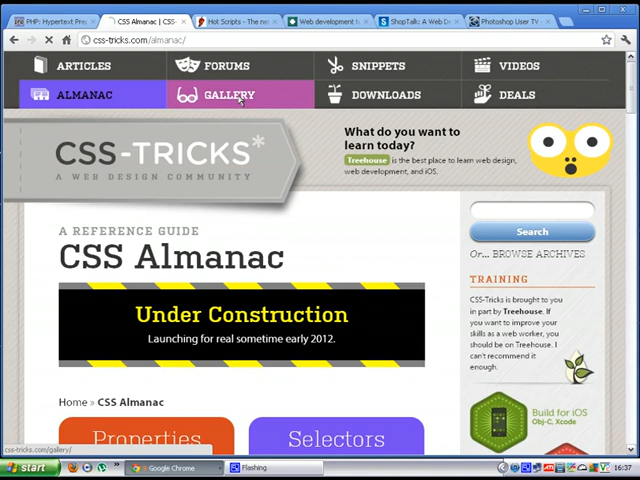 PHP: Hypertext Prep
CSS Almanac | CSS-
Hot Scripts - The net
Web development N
ShopTalk: A Web De
Photoshop User TV
css-tricks.com/almanac/
ARTICLES
FORUMS
SNIPPETS
VIDEOS
ALMANAC
GALLERY
DOWNLOADS
DEALS
CSS-TRICKS*
A WEB DESIGN COMMUNITY
What do you want to
learn today?
Treehouse is the best place to learn web design,
web development, and iOS.
A REFERENCE GUIDE
CSS Almanac
Under Construction
Launching for real sometime early 2012.
Home » CSS Almanac
Properties
Selectors
Search
Or... BROWSE ARCHIVES
TRAINING
CSS-Tricks is brought to you
in part by Treehouse. If
you want to improve your
skills as a web worker, you
should be on Treehouse. I
can't recommend it
enough.
Build for iOS
Obj-C, Xcode
css-tricks.com/gallery/
start
Google Chrome
Flashing
16:37